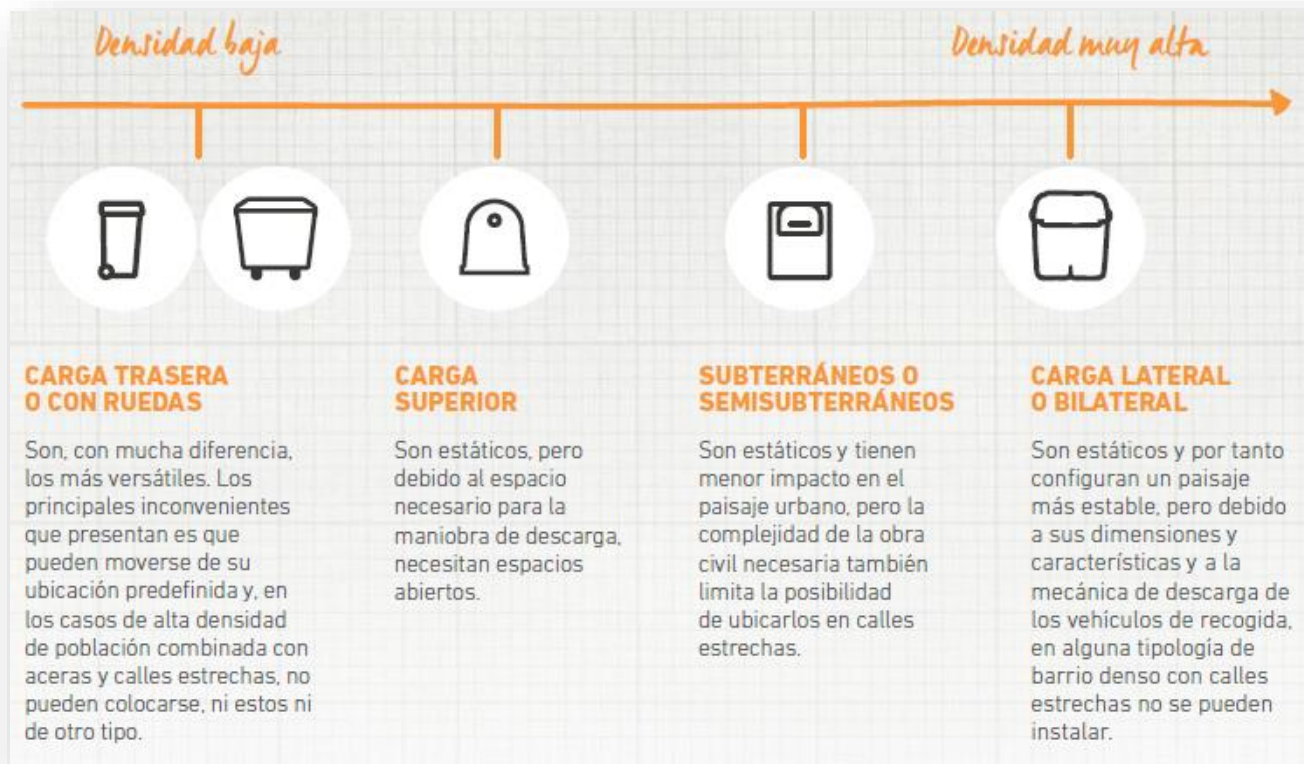 Densidad baja
Densidad muy alta
CARGA TRASERA
O CON RUEDAS
Son, con mucha diferencia,
los más versátiles. Los
principales inconvenientes
que presentan es que
pueden moverse de su
ubicación predefinida y, en
los casos de alta densidad
de población combinada con
aceras y calles estrechas, no
pueden colocarse, ni estos ni
de otro tipo.
CARGA
SUPERIOR
Son estáticos, pero
debido al espacio
necesario para la
maniobra de descarga,
necesitan espacios
abiertos.
SUBTERRÁNEOS O
SEMISUBTERRÁNEOS
Son estáticos y tienen
menor impacto en el
paisaje urbano, pero la
complejidad de la obra
civil necesaria también
limita la posibilidad
de ubicarlos en calles
estrechas.
CARGA LATERAL
O BILATERAL
Son estáticos y por tanto
configuran un paisaje
más estable, pero debido
a sus dimensiones y
características y a la
mecánica de descarga de
los vehículos de recogida,
en alguna tipología de
barrio denso con calles
estrechas no se pueden
instalar.